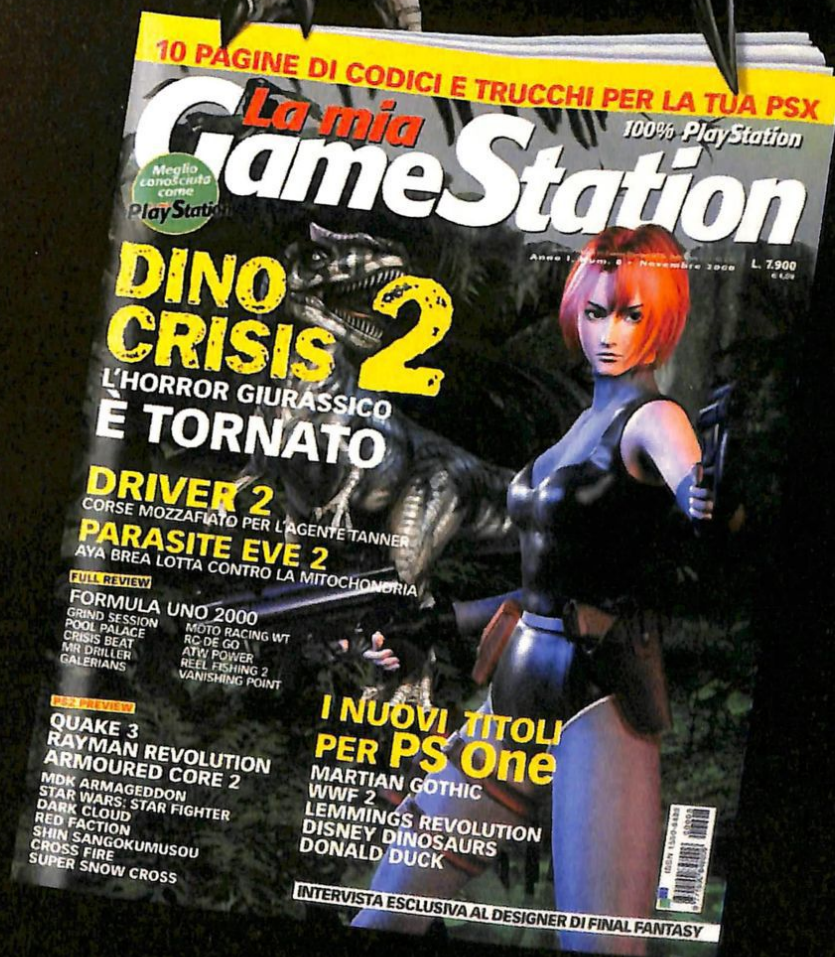 10 PAGINE DI CODICI E TRUCCHI PER LA TUA PSX
La mia
100% PlayStation
GameStation
Meglio
conosciuta
come
PlayStation
Anno I. Num. 8 - Novembre 2000
L. 7.900
DINO
CRISIS 2
L'HORROR GIURASSICO
È TORNATO
DRIVER 2
CORSE MOZZAFIATO PER L'AGENTE TANNER
PARASITE EVE 2
AYA BREA LOTTA CONTRO LA MITOCHONDRIA
FULL REVIEW
FORMULA UNO 2000
GRIND SESSION
POOL PALACE
CRISIS BEAT
MR DRILLER
GALERIANS
MOTO RACING WT
RC DE GO
ATW POWER
REEL FISHING 2
VANISHING POINT
PS2 PREVIEW
QUAKE 3
RAYMAN REVOLUTION
ARMOURED CORE 2
MDK ARMAGEDDON
STAR WARS: STAR FIGHTER
DARK CLOUD
RED FACTION
SHIN SANGOKUMUSOU
CROSS FIRE
SUPER SNOW CROSS
I NUOVI TITOLI
PER PS One
MARTIAN GOTHIC
WWF 2
LEMMINGS REVOLUTION
DISNEY DINOSAURS
DONALD DUCK
INTERVISTA ESCLUSIVA AL DESIGNER DI FINAL FANTASY